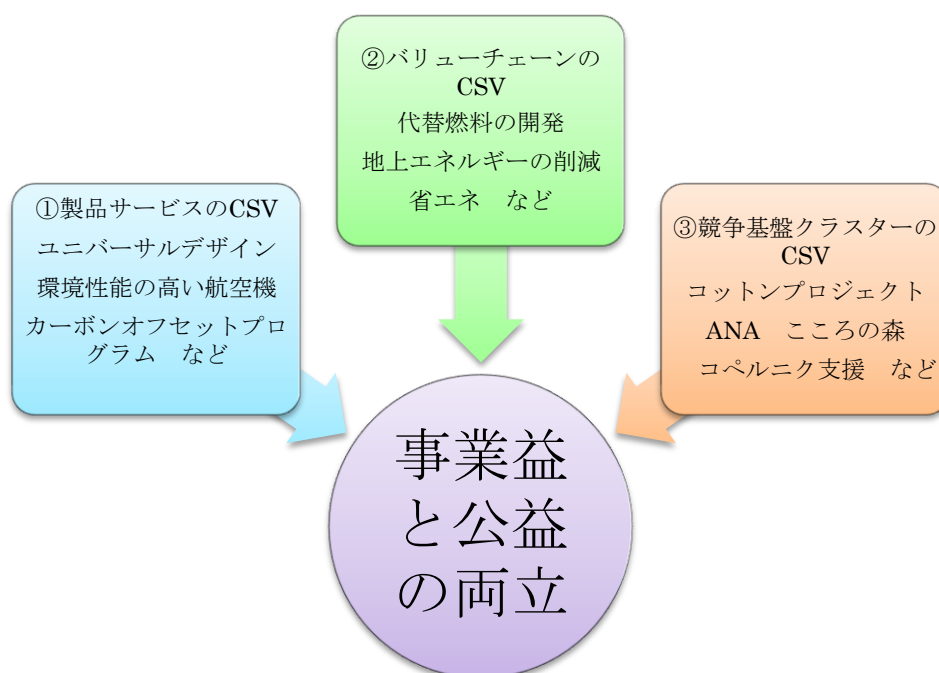 ①製品サービスのCSV
ユニバーサルデザイン
環境性能の高い航空機
カーボンオフセットプロ
グラム　など
②バリューチェーンの
CSV
代替燃料の開発
地上エネルギーの削減
省エネ　など
③競争基盤クラスターの
CSV
コットンプロジェクト
ANA　こころの森
コペルニク支援　など
事業益
と公益
の両立